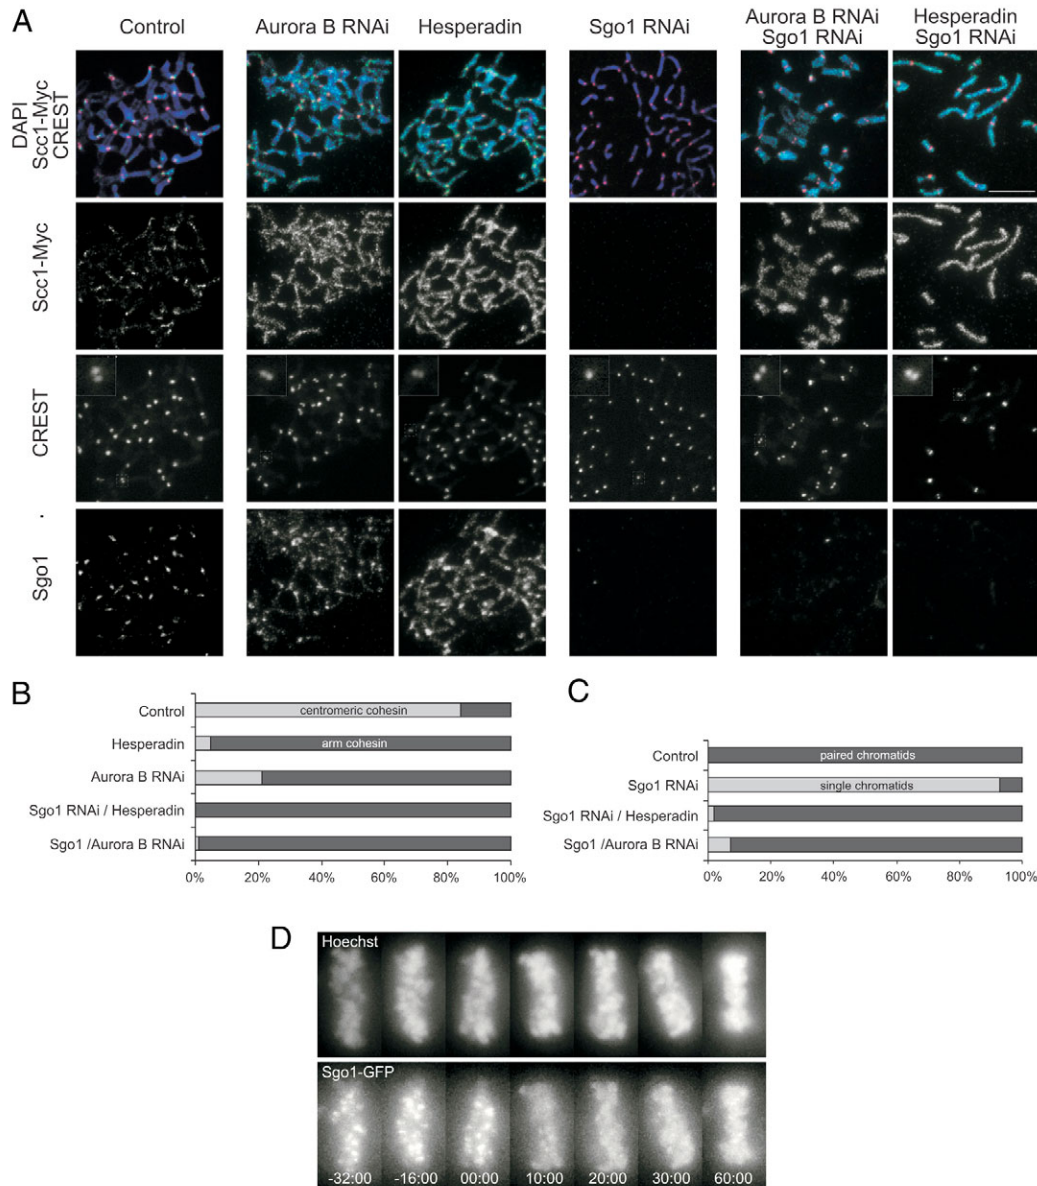 A
Control
Aurora B RNAi
Hesperadin
Sgo1 RNAi
Aurora B RNAi
Sgo1 RNAi
Hesperadin
Sgo1 RNAi
DAPI
Scc1-Myc
CREST
Scc1-Myc
CREST
Sgo1
B
Control
centromeric cohesin
Hesperadin
arm cohesin
Aurora B RNAi
Sgo1 RNAi / Hesperadin
Sgo1 /Aurora B RNAi
0% 20% 40% 60% 80% 100%
C
Control
paired chromatids
Sgo1 RNAi
single chromatids
Sgo1 RNAi / Hesperadin
Sgo1 /Aurora B RNAi
0% 20% 40% 60% 80% 100%
D
Hoechst
Sgo1-GFP
-32:00 -16:00 00:00 10:00 20:00 30:00 60:00